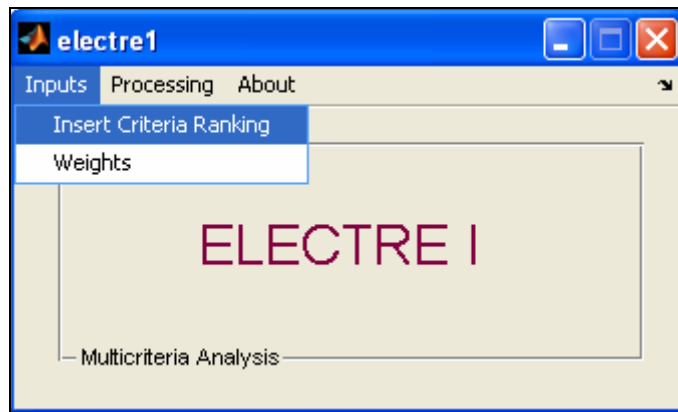 electre1
Inputs Processing About
Insert Criteria Ranking
Weights
ELECTRE I
Multicriteria Analysis